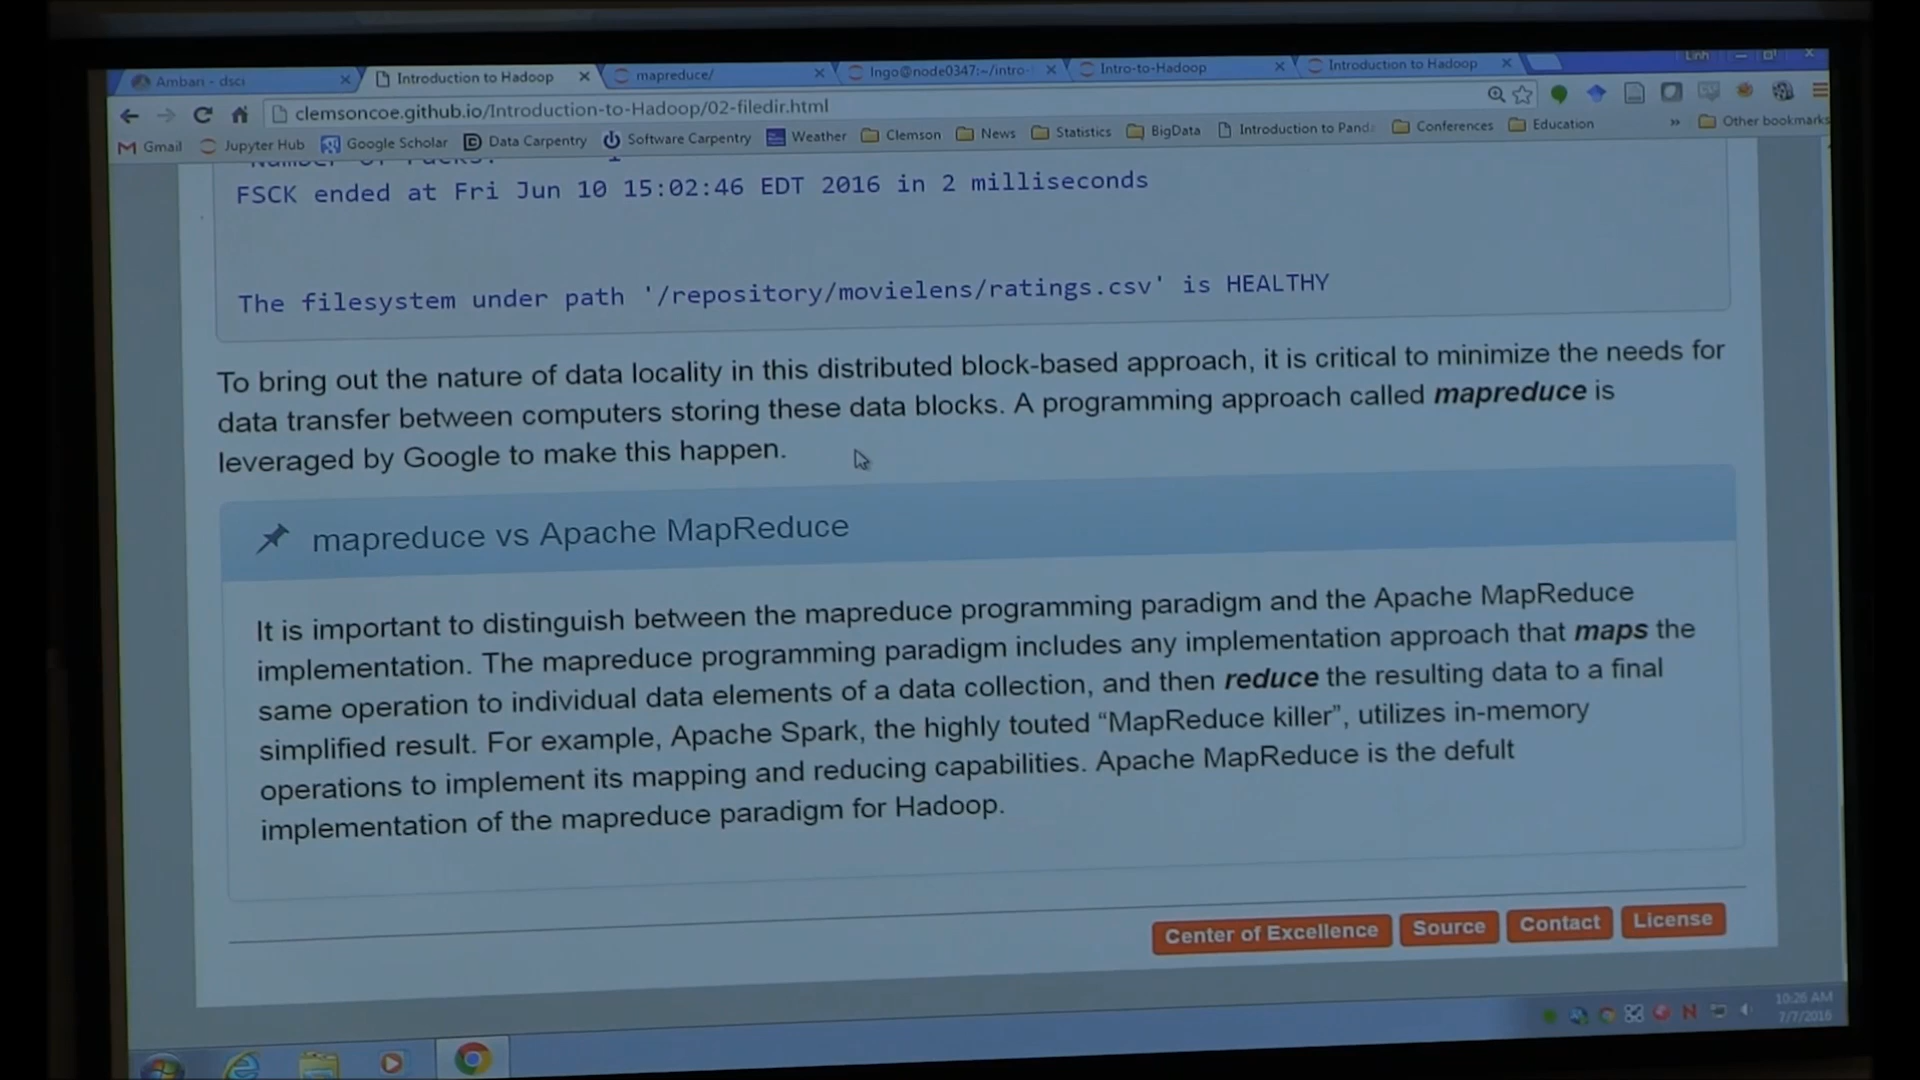 Ambari - dsci
Introduction to Hadoop
mapreduce/
lngo@node0347:~/intro-
Intro-to-Hadoop
Introduction to Hadoop
Linh
clemsoncoe.github.io/Introduction-to-Hadoop/02-filedir.html
Gmail
Jupyter Hub
Google Scholar
Data Carpentry
Software Carpentry
Weather
Clemson
News
Statistics
BigData
Introduction to Panda
Conferences
Education
»
Other bookmarks
FSCK ended at Fri Jun 10 15:02:46 EDT 2016 in 2 milliseconds
The filesystem under path '/repository/movielens/ratings.csv' is HEALTHY
To bring out the nature of data locality in this distributed block-based approach, it is critical to minimize the needs for
data transfer between computers storing these data blocks. A programming approach called mapreduce is
leveraged by Google to make this happen.
mapreduce vs Apache MapReduce
It is important to distinguish between the mapreduce programming paradigm and the Apache MapReduce
implementation. The mapreduce programming paradigm includes any implementation approach that maps the
same operation to individual data elements of a data collection, and then reduce the resulting data to a final
simplified result. For example, Apache Spark, the highly touted “MapReduce killer”, utilizes in-memory
operations to implement its mapping and reducing capabilities. Apache MapReduce is the defult
implementation of the mapreduce paradigm for Hadoop.
Center of Excellence
Source
Contact
License
10:26 AM
7/7/2016